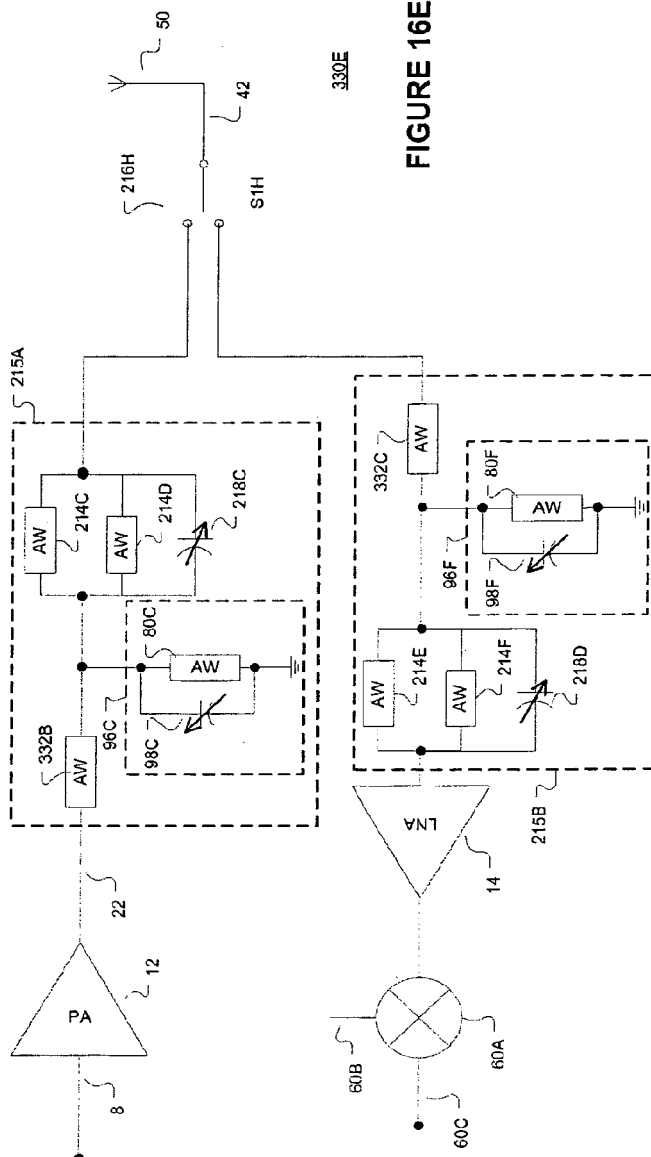 50
42
330E
FIGURE 16E
216H
S1H
215A
AW
214C
AW
214D
218C
332B
AW
80C
AW
96C
98C
22
PA
12
8
332C
AW
80F
AW
96F
98F
AW
214E
AW
214F
218D
215B
LNA
14
60B
60A
60C